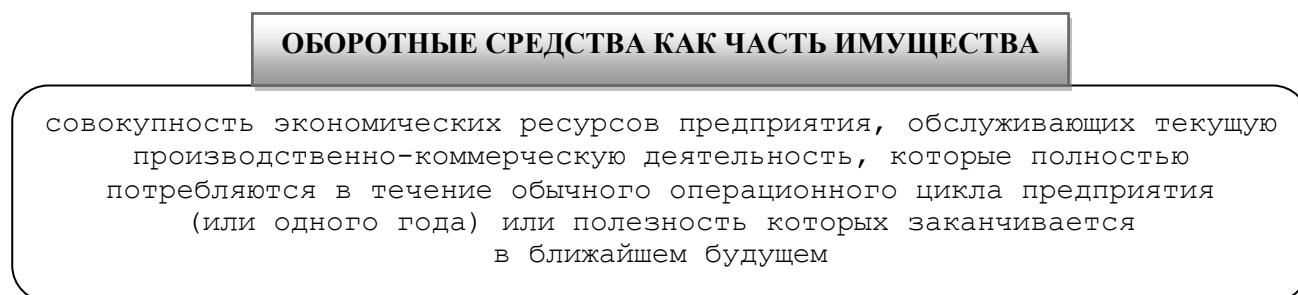 ОБОРОТНЫЕ СРЕДСТВА КАК ЧАСТЬ ИМУЩЕСТВА
совокупность экономических ресурсов предприятия, обслуживающих текущую
производственно-коммерческую деятельность, которые полностью
потребляются в течение обычного операционного цикла предприятия
(или одного года) или полезность которых заканчивается
в ближайшем будущем